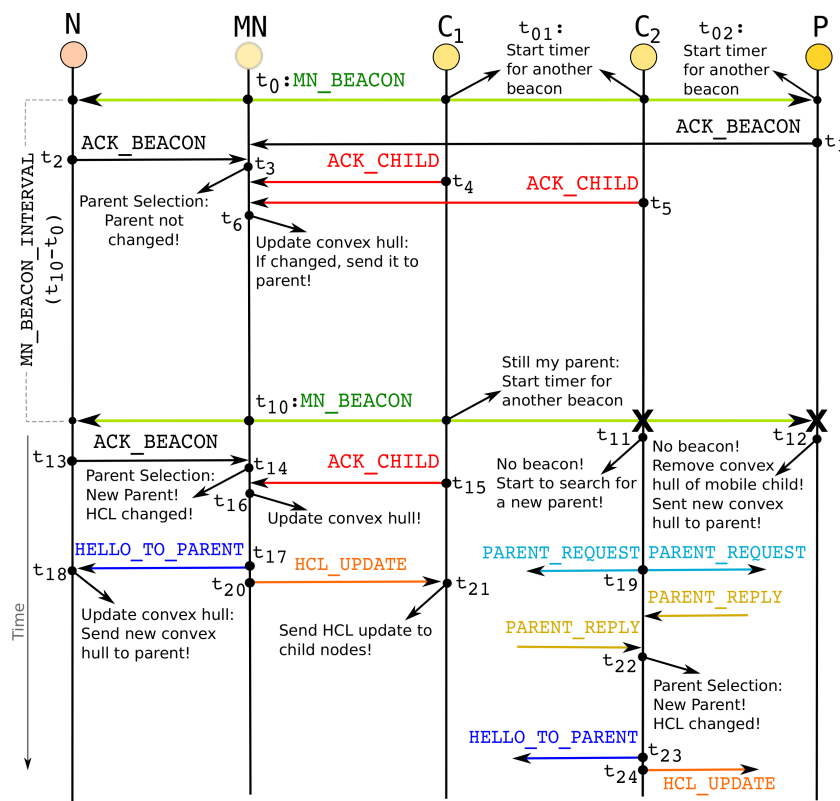 N
MN
C1
C2
P
t01:
Start timer
for another
beacon
t02:
Start timer
for another
beacon
t0:MN_BEACON
ACK_BEACON
t2
ACK_BEACON
t3
ACK_CHILD
t4
ACK_CHILD
t5
Parent Selection:
Parent not
changed!
t6
Update convex hull:
If changed, send it to
parent!
MN_BEACON_INTERVAL
(t10-t0)
Still my parent:
Start timer for
another beacon
t10:MN_BEACON
X
X
t11
t12
No beacon!
Start to search for
a new parent!
No beacon!
Remove convex
hull of mobile child!
Sent new convex
hull to parent!
t13
ACK_BEACON
t14
Parent Selection:
New Parent!
HCL changed!
ACK_CHILD
t15
t16
Update convex hull!
HELLO_TO_PARENT
t17
t18
HCL_UPDATE
t20
t21
PARENT_REQUEST
PARENT_REQUEST
t19
Update convex hull:
Send new convex
hull to parent!
Send HCL update to
child nodes!
PARENT_REPLY
PARENT_REPLY
t22
Parent Selection:
New Parent!
HCL changed!
HELLO_TO_PARENT
t23
t24
HCL_UPDATE
Time